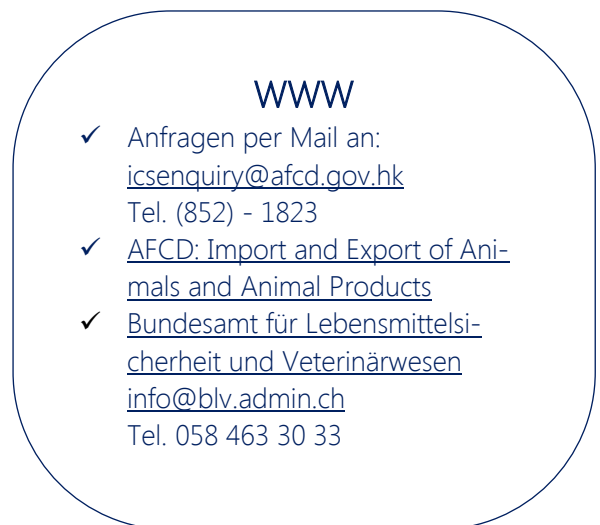 WWW
✓ Anfragen per Mail an:
icsenquiry@afcd.gov.hk
Tel. (852) - 1823
✓ AFCD: Import and Export of Ani-
mals and Animal Products
✓ Bundesamt für Lebensmittelsi-
cherheit und Veterinärwesen
info@blv.admin.ch
Tel. 058 463 30 33